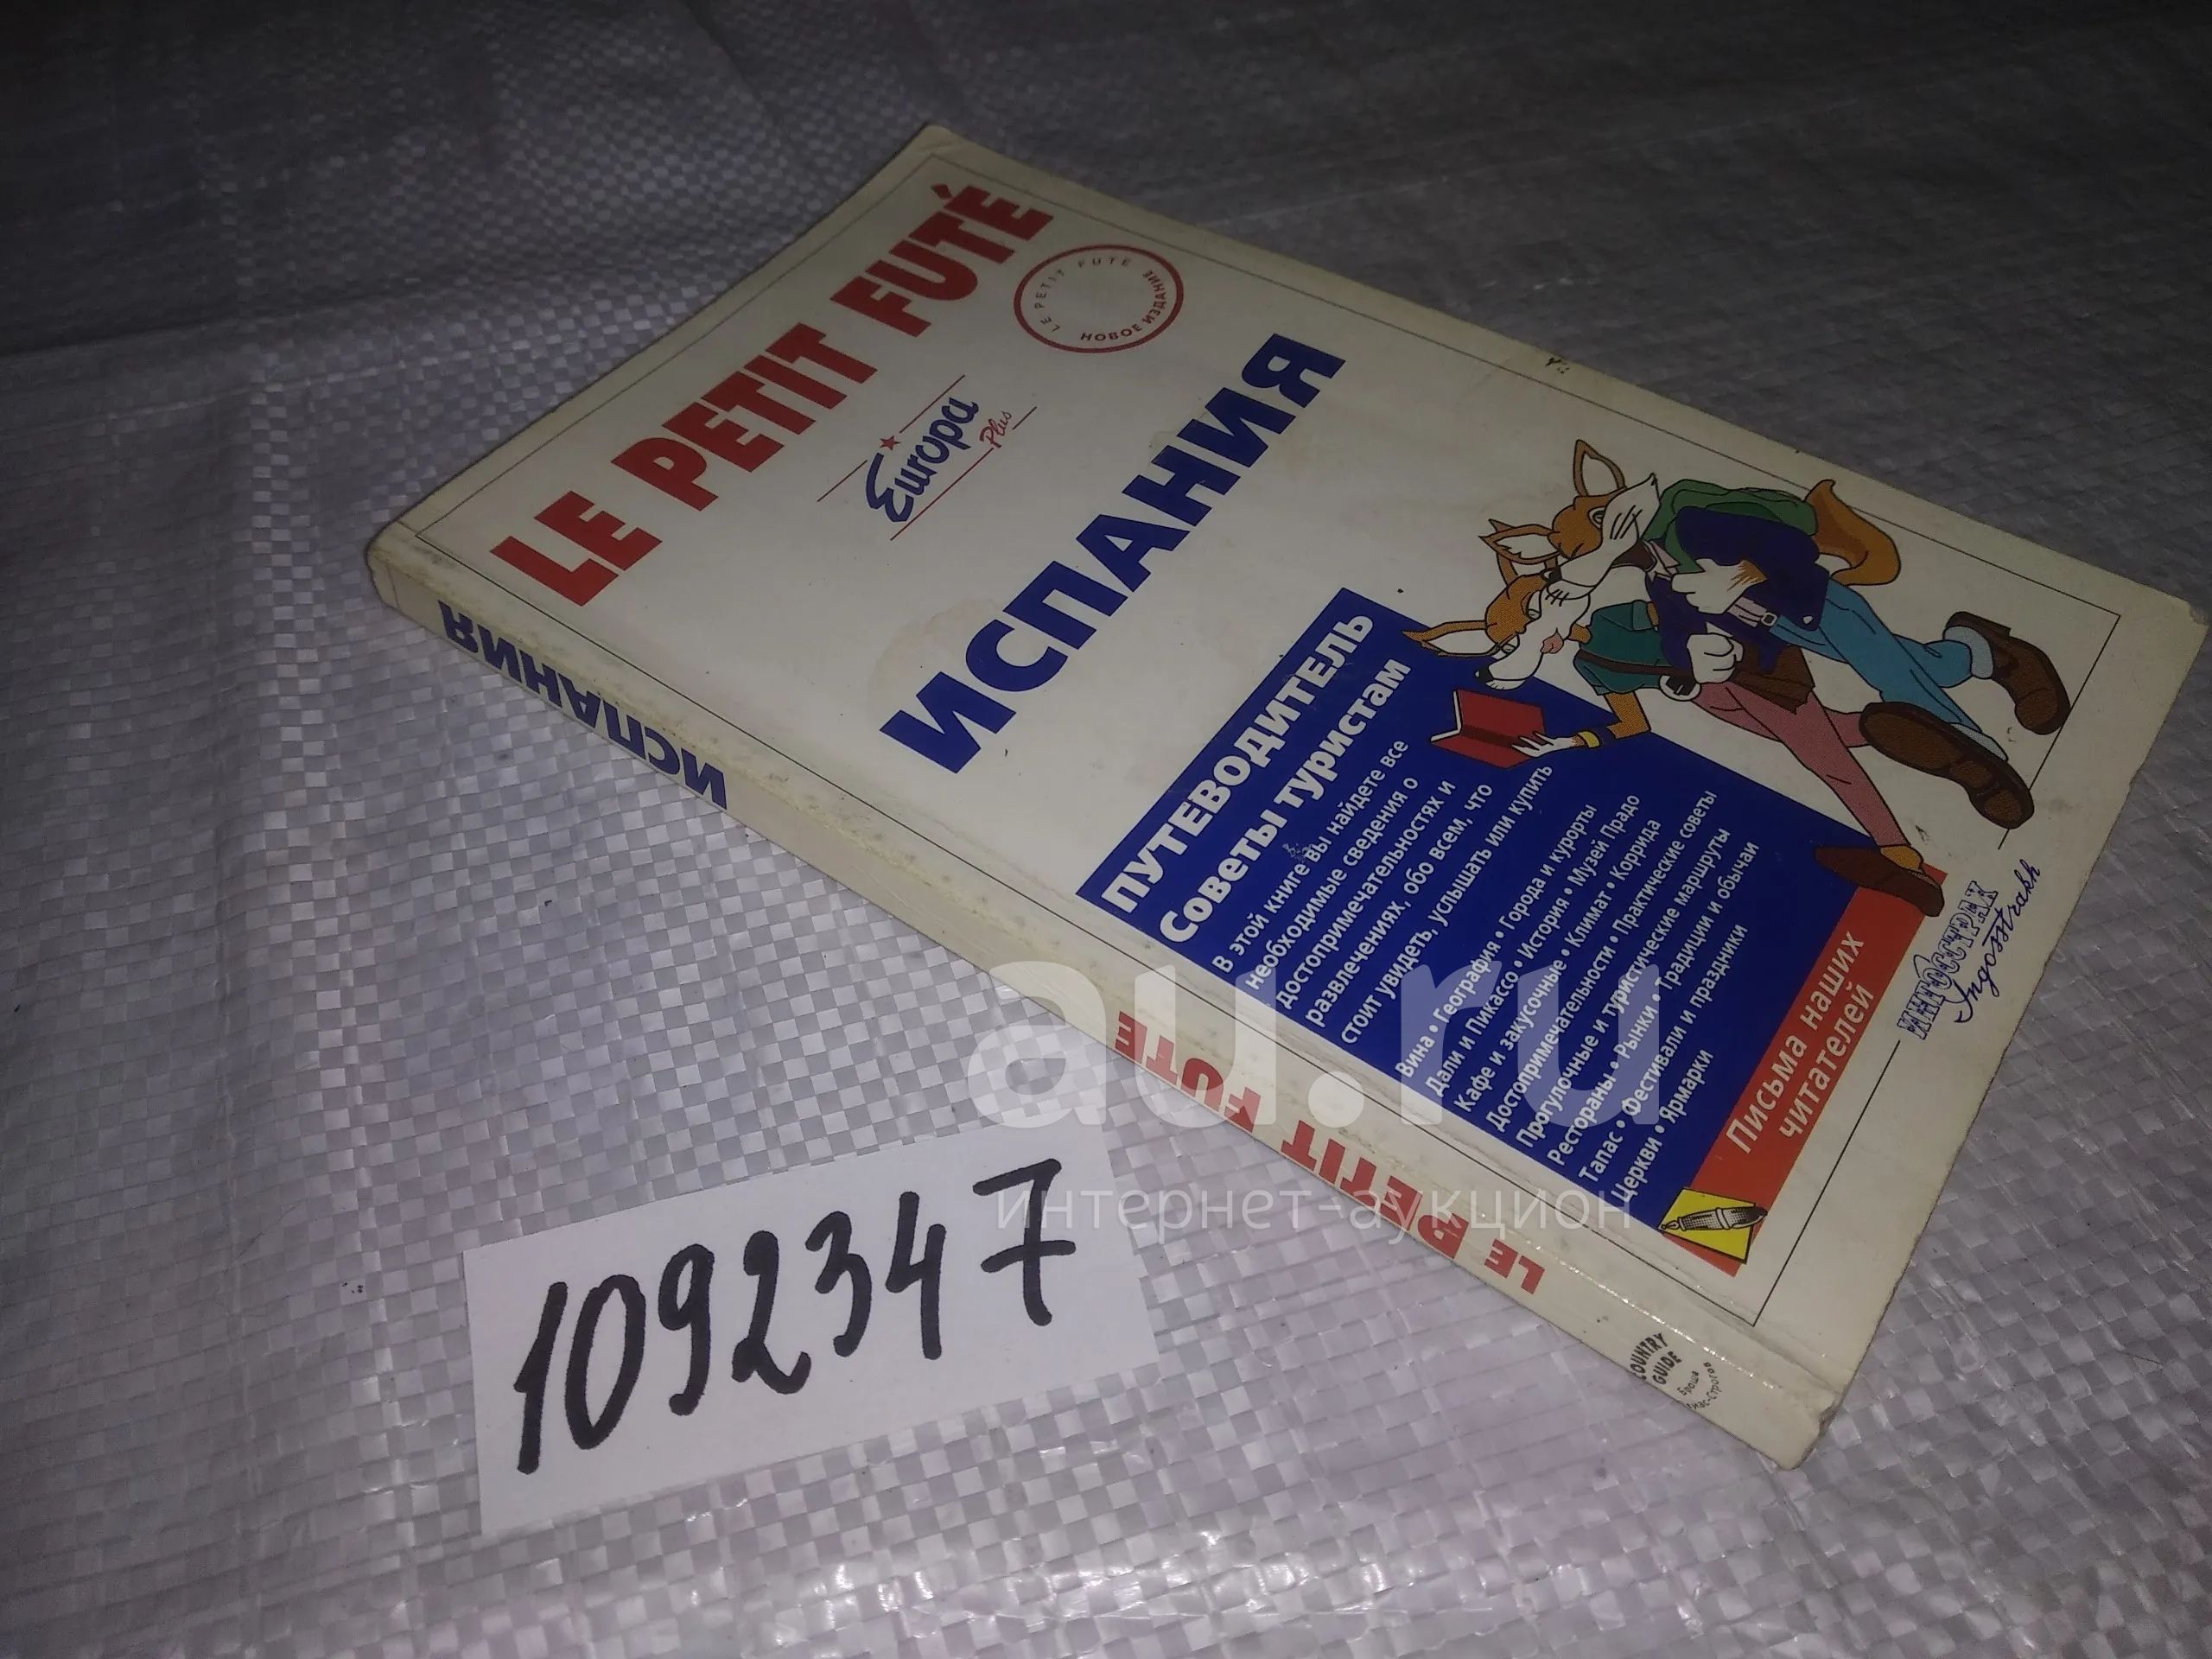 LE PETIT FUTÉ
LE PETIT FUTE НОВОЕ ИЗДАНИЕ
Europa
Plus
ИСПАНИЯ
ПУТЕВОДИТЕЛЬ
Советы туристам
В этой книге вы найдете все
необходимые сведения о
достопримечательностях и
развлечениях, обо всем, что
стоит увидеть, услышать или купить
Вина • География • Города и курорты
Дали и Пикассо • История • Музей Прадо
Кафе и закусочные • Климат • Коррида
Достопримечательности • Практические советы
Прогулочные и туристические маршруты
Рестораны • Рынки • Традиции и обычаи
Тапас • Фестивали и праздники
Церкви • Ярмарки
Письма наших
читателей
ИНГОССТРАХ
Ingosstrakh
ИСПАНИЯ
LE PETIT FUTE
COUNTRY
GUIDE
1092347
au.ru
интернет-аукцион